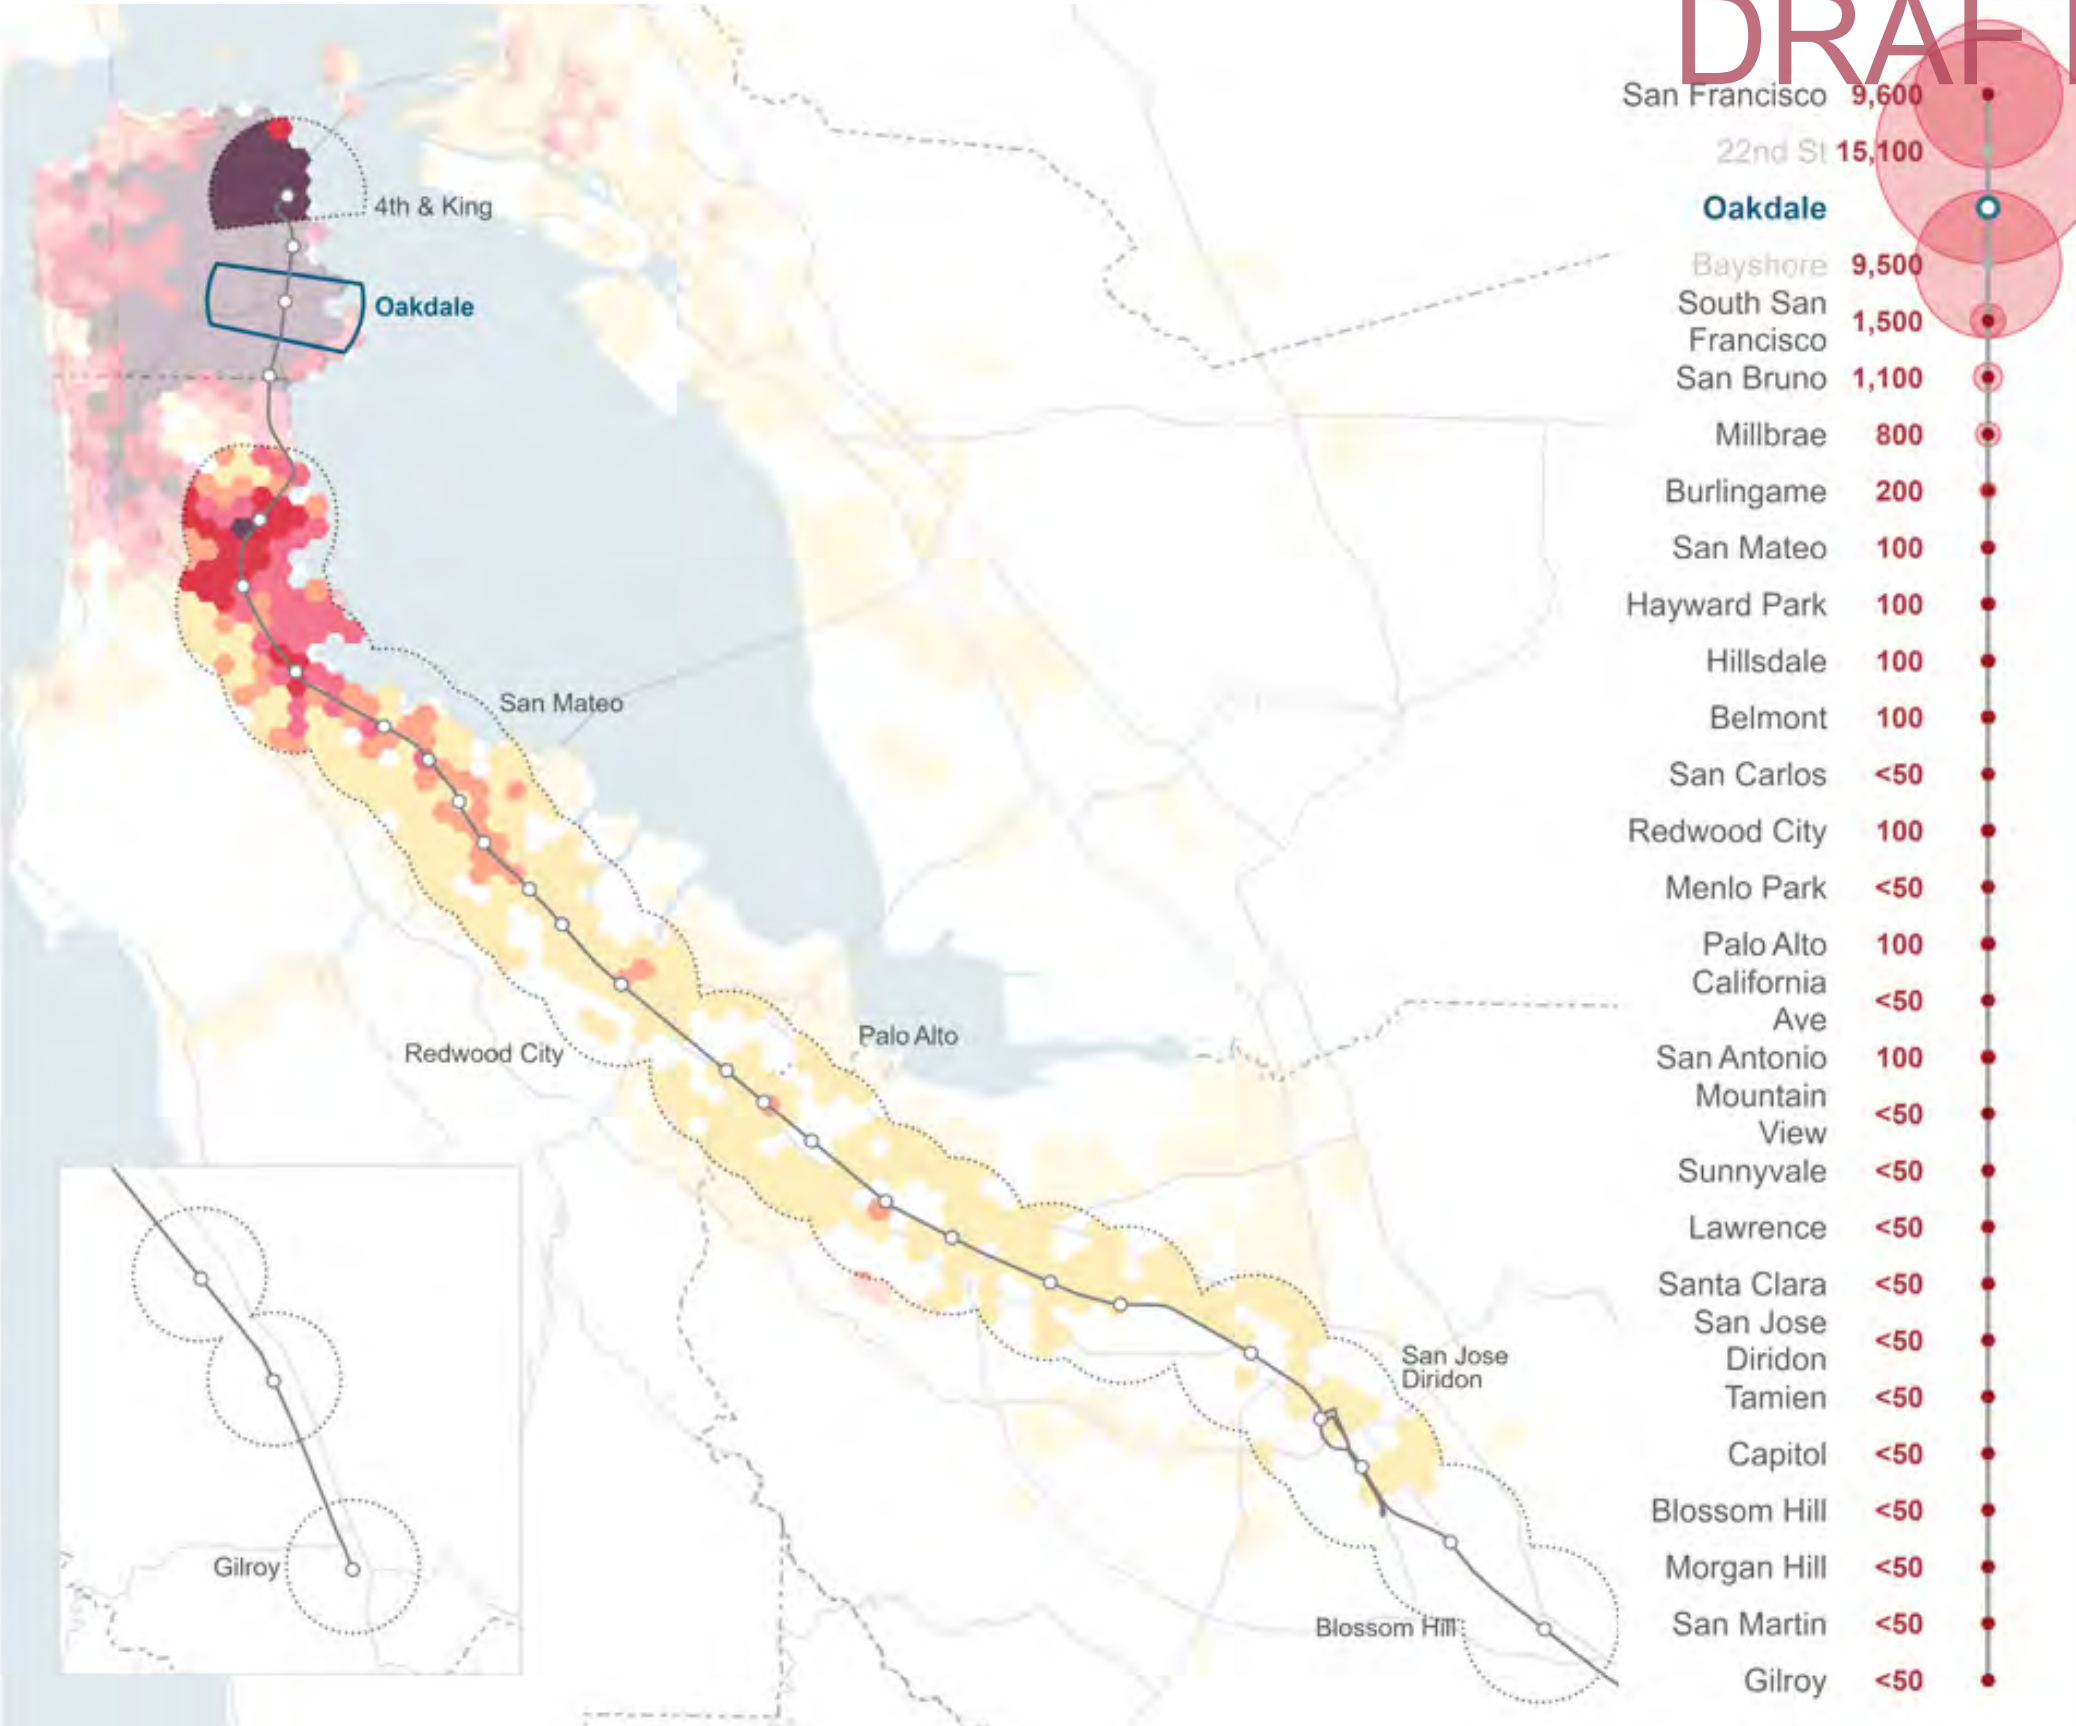 DRAFT
San Francisco 9,600
22nd St 15,100
Oakdale
Bayshore 9,500
South San
Francisco 1,500
San Bruno 1,100
Millbrae 800
Burlingame 200
San Mateo 100
Hayward Park 100
Hillsdale 100
Belmont 100
San Carlos <50
Redwood City 100
Menlo Park <50
Palo Alto 100
California
Ave <50
San Antonio 100
Mountain
View <50
Sunnyvale <50
Lawrence <50
Santa Clara <50
San Jose
Diridon <50
Tamien <50
Capitol <50
Blossom Hill <50
Morgan Hill <50
San Martin <50
Gilroy <50
4th & King
Oakdale
San Mateo
Redwood City
Palo Alto
San Jose
Diridon
Blossom Hill
Gilroy